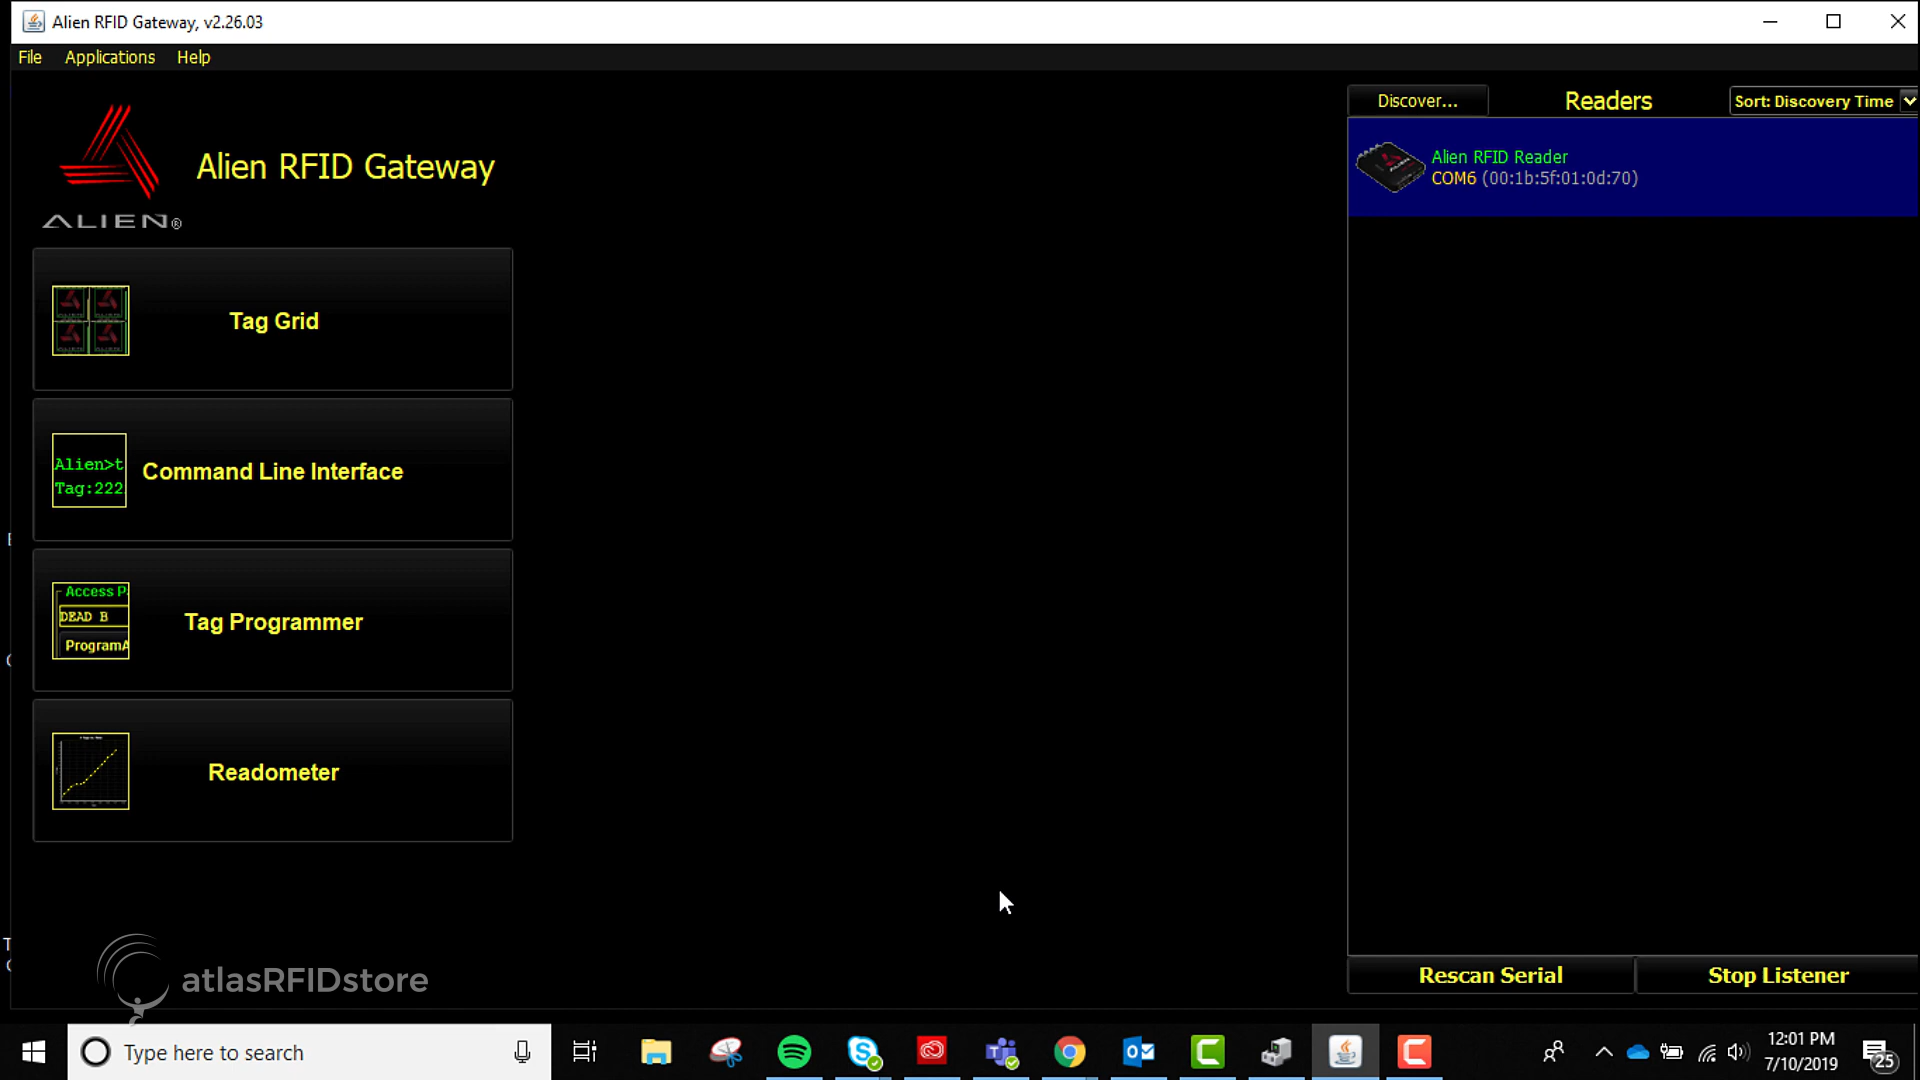 Alien RFID Gateway, v2.26.03
File Applications Help
Discover... Readers Sort: Discovery Time
Alien RFID Reader
COM6 (00:1b:5f:01:0d:70)
Alien RFID Gateway
ALIEN®
Tag Grid
Alien>t
Tag:222
Command Line Interface
Access P
DEAD B
ProgramA
Tag Programmer
Readometer
atlasRFIDstore
Rescan Serial Stop Listener
Type here to search
12:01 PM
7/10/2019
25